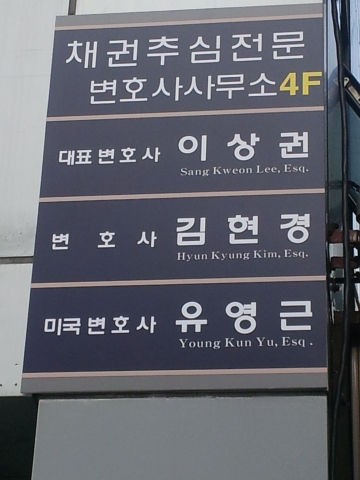 채권추심전문
변호사사무소4F
대표변호사 이상권
Sang Kweon Lee, Esq.
변호사 김현경
Hyun Kyung Kim, Esq.
미국변호사 유영근
Young Kun Yu, Esq.